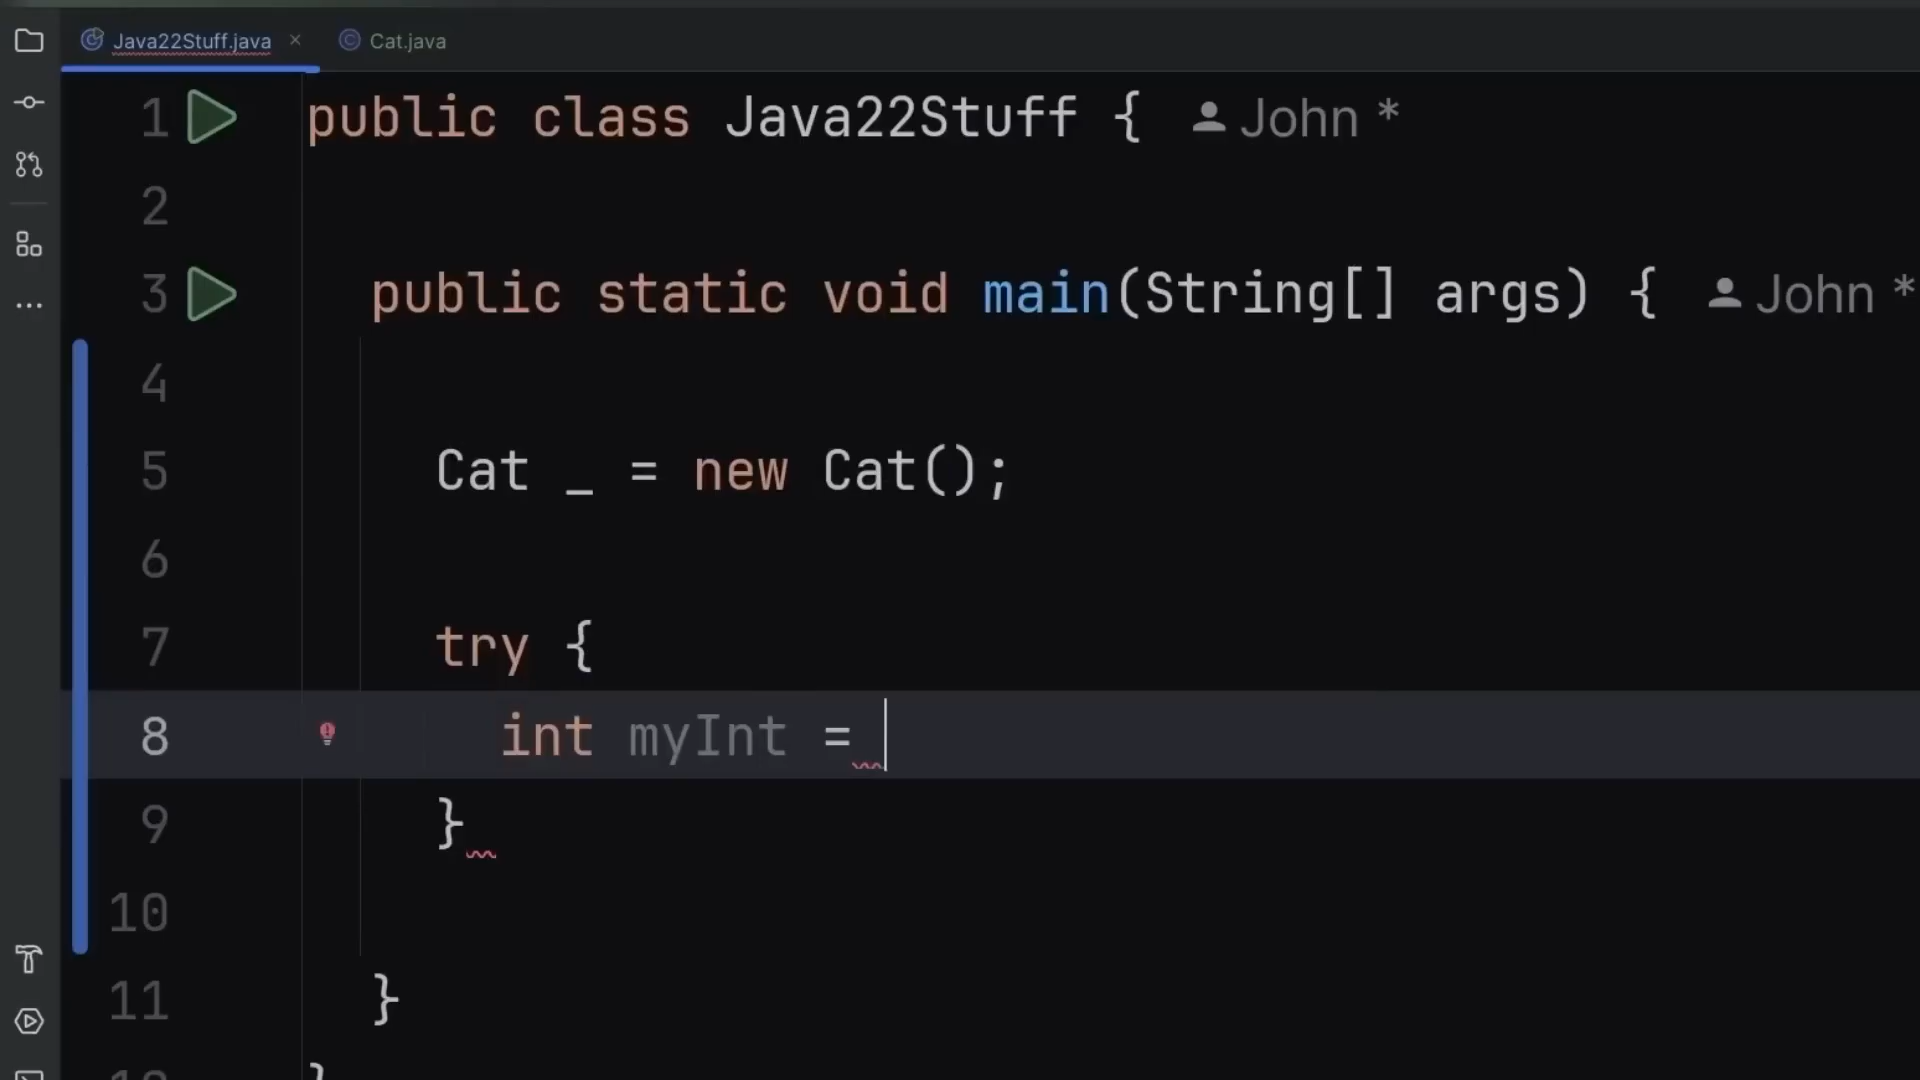 Java22Stuff.java × Cat.java
1 public class Java22Stuff { John *
2
3 public static void main(String[] args) { John *
4
5 Cat _ = new Cat();
6
7 try {
8 int myInt =
9 }
10
11 }
}